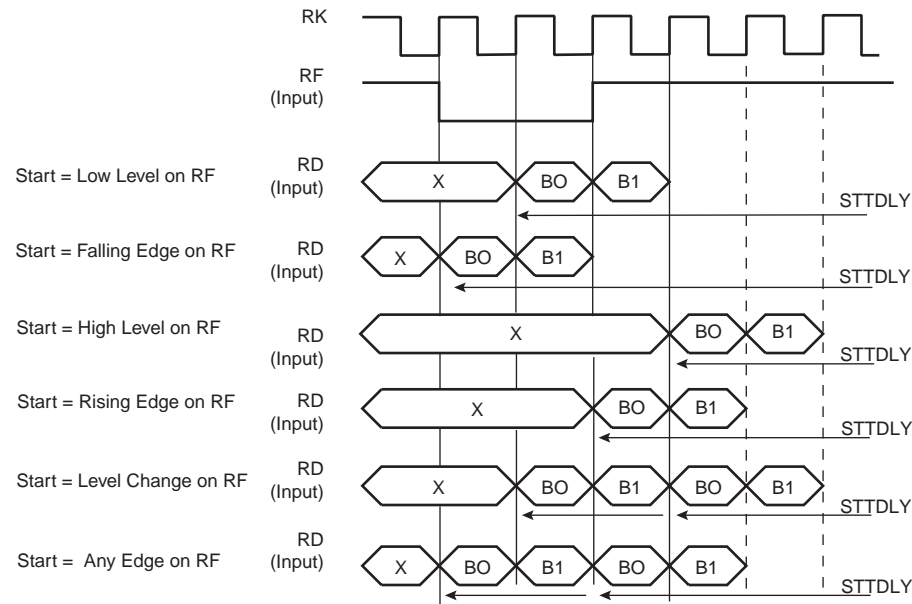 RK
RF
(Input)
Start = Low Level on RF
RD
(Input)
X
BO
B1
STTDLY
Start = Falling Edge on RF
RD
(Input)
X
BO
B1
STTDLY
Start = High Level on RF
RD
(Input)
X
BO
B1
STTDLY
Start = Rising Edge on RF
RD
(Input)
X
BO
B1
STTDLY
Start = Level Change on RF
RD
(Input)
X
BO
B1
BO
B1
STTDLY
Start = Any Edge on RF
RD
(Input)
X
BO
B1
BO
B1
STTDLY